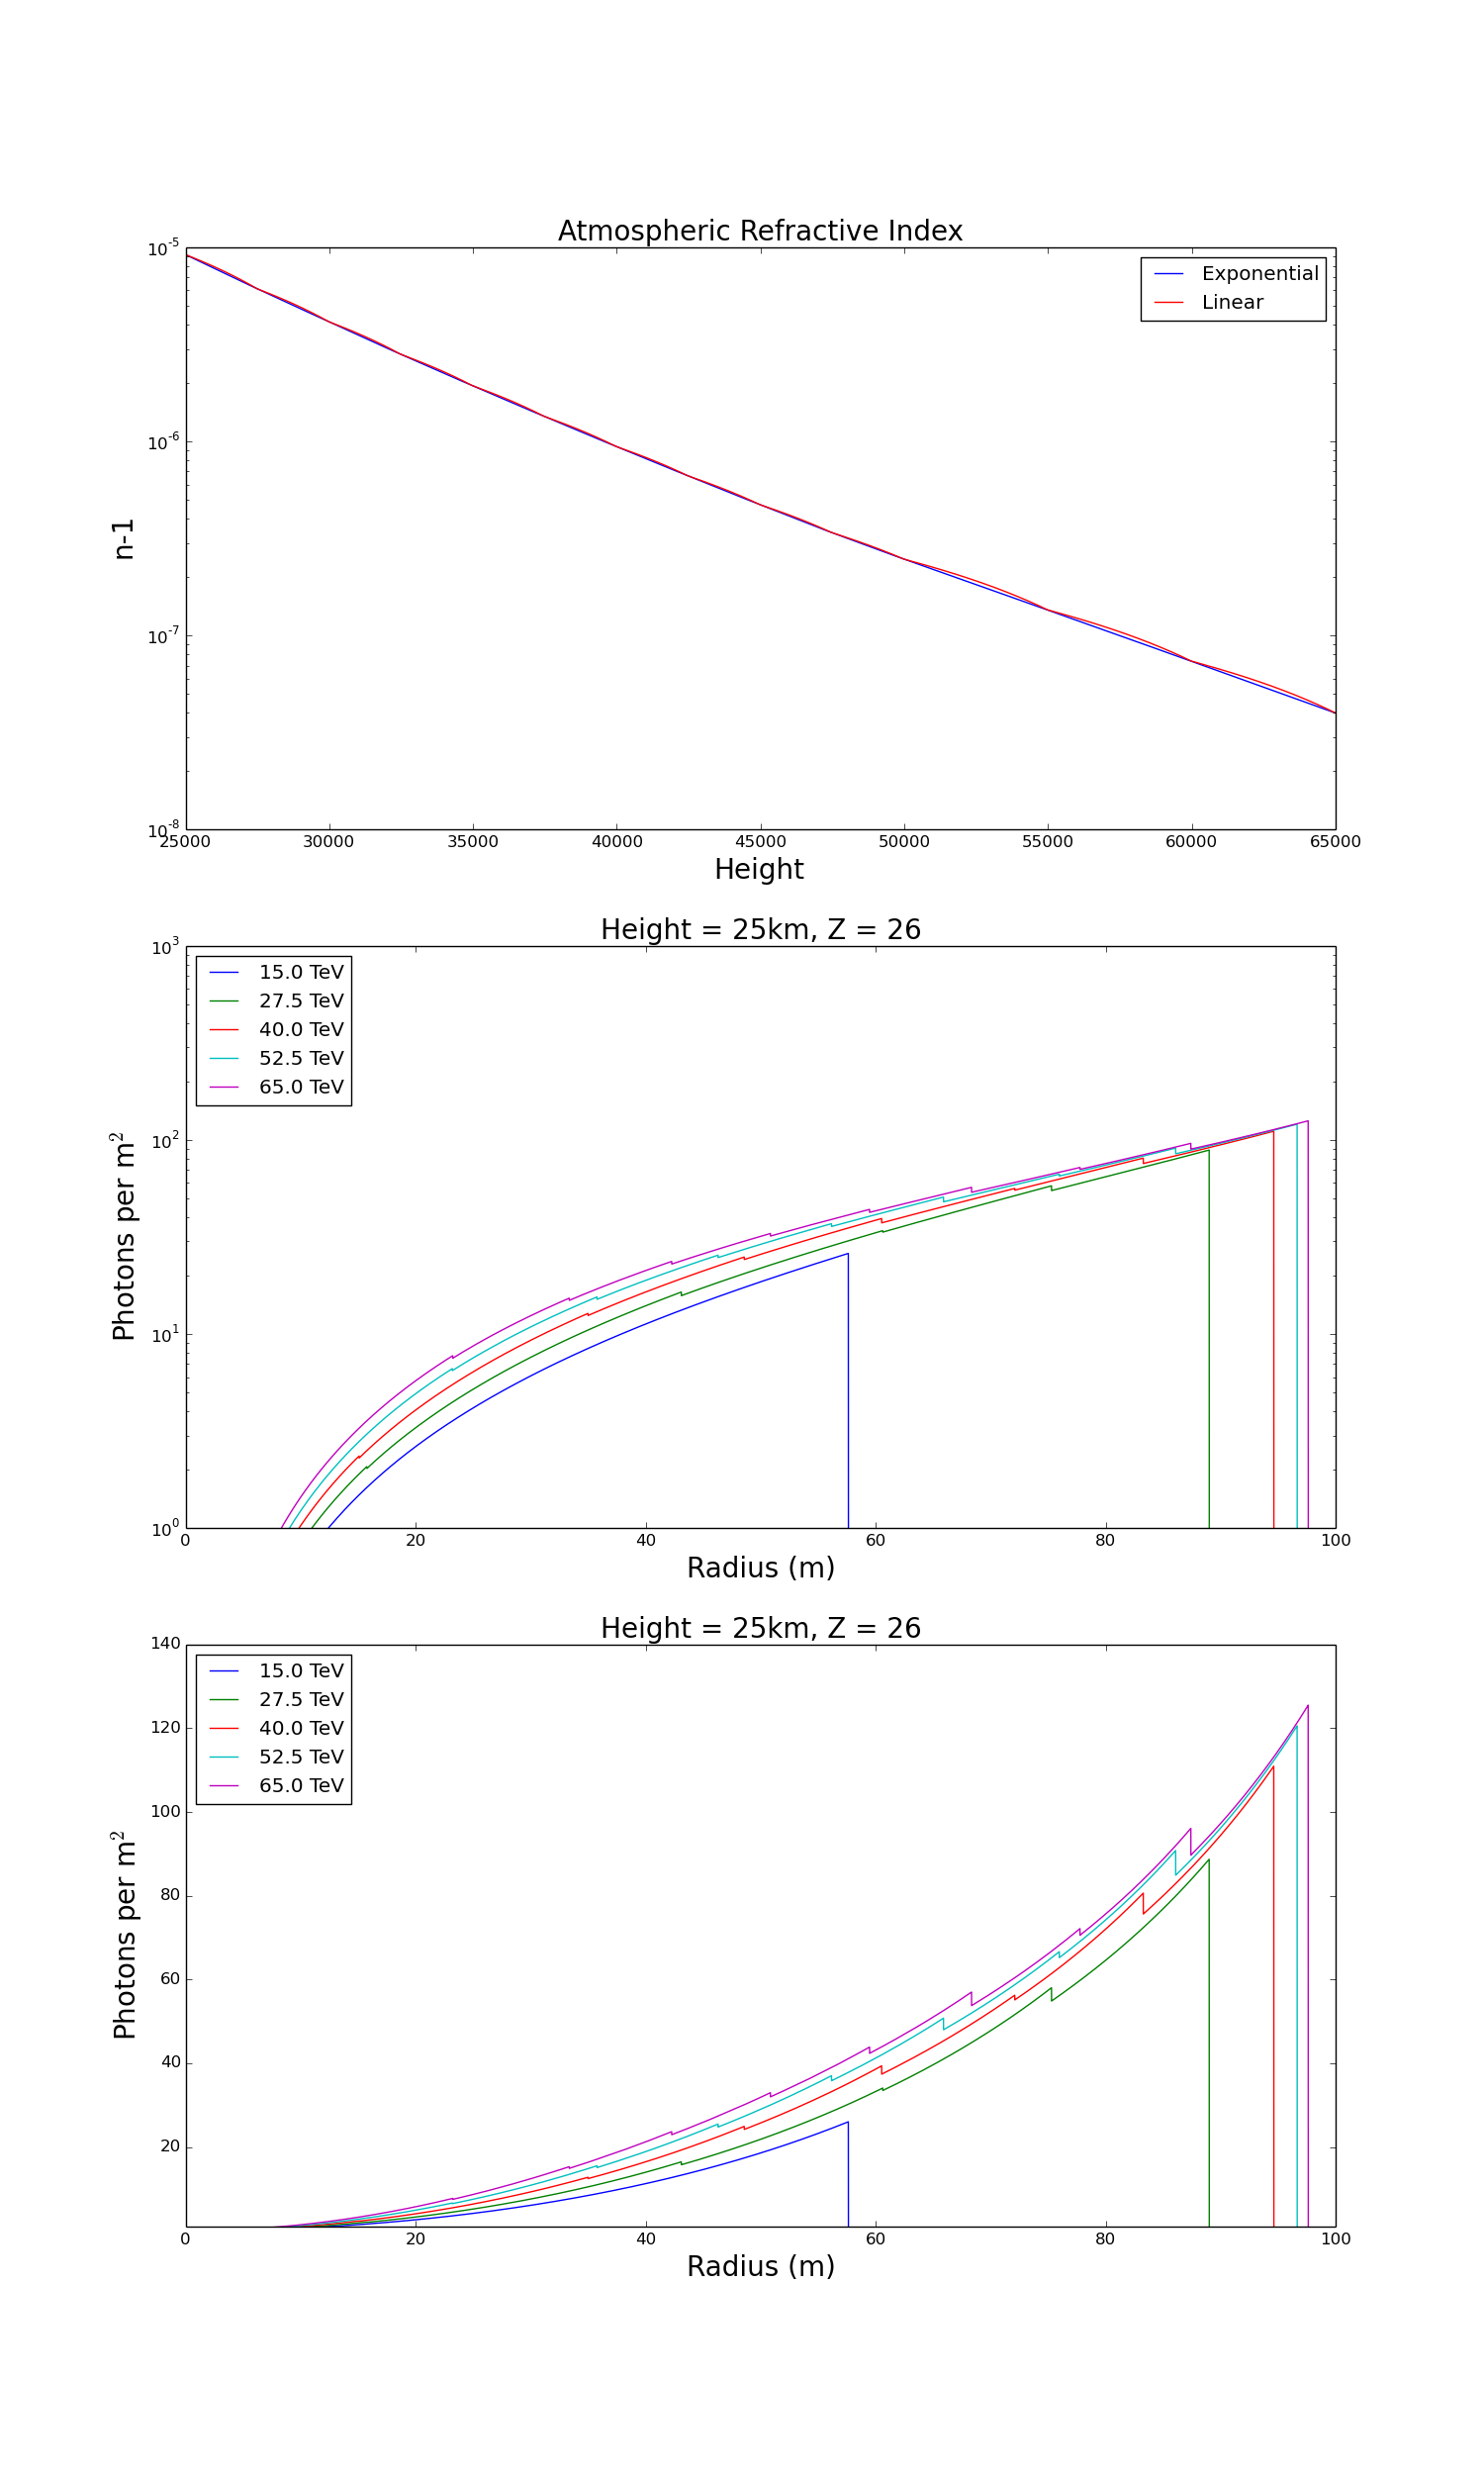 Atmospheric Refractive Index
10^-5
10^-6
10^-7
10^-8
n-1
Exponential
Linear
25000 30000 35000 40000 45000 50000 55000 60000 65000
Height
Height = 25km, Z = 26
10^3
10^2
10^1
10^0
Photons per m^2
15.0 TeV
27.5 TeV
40.0 TeV
52.5 TeV
65.0 TeV
0 20 40 60 80 100
Radius (m)
Height = 25km, Z = 26
140
120
100
80
60
40
20
Photons per m^2
15.0 TeV
27.5 TeV
40.0 TeV
52.5 TeV
65.0 TeV
0 20 40 60 80 100
Radius (m)